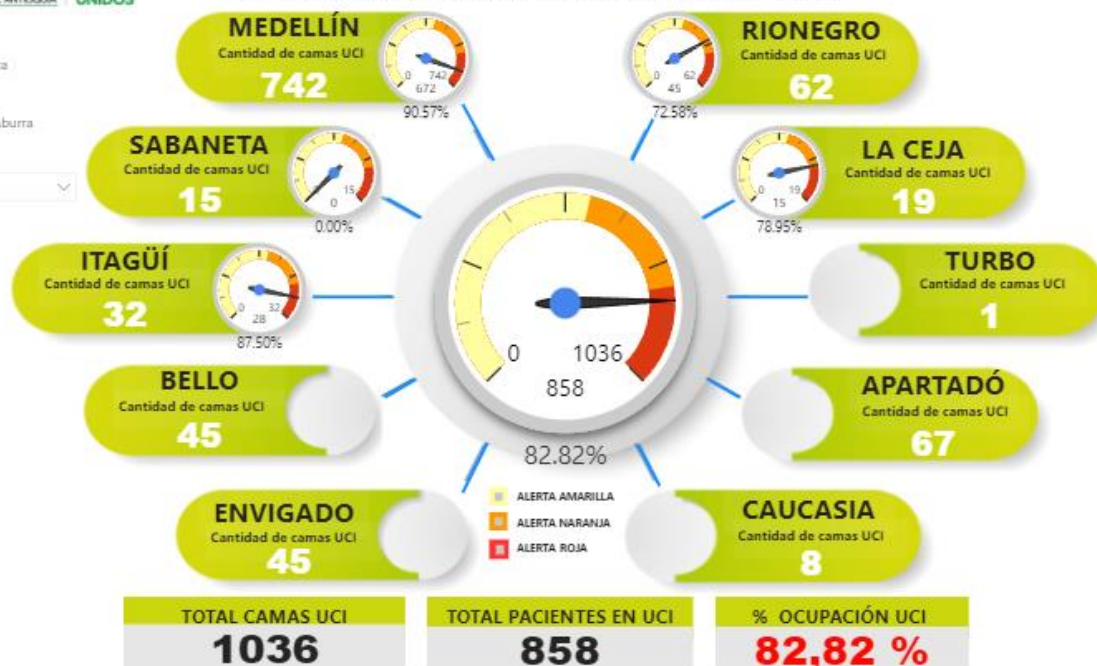 UNIDOS
MEDELLÍN
Cantidad de camas UCI
742
0 742
672
90.57%
RIONEGRO
Cantidad de camas UCI
62
0 62
45
72.58%
SABANETA
Cantidad de camas UCI
15
0 15
0
0.00%
LA CEJA
Cantidad de camas UCI
19
0 19
15
78.95%
ITAGÜÍ
Cantidad de camas UCI
32
0 32
28
87.50%
TURBO
Cantidad de camas UCI
1
0 1036
858
82.82%
BELLO
Cantidad de camas UCI
45
APARTADÓ
Cantidad de camas UCI
67
ENVIGADO
Cantidad de camas UCI
45
ALERTA AMARILLA
ALERTA NARANJA
ALERTA ROJA
CAUCASIA
Cantidad de camas UCI
8
TOTAL CAMAS UCI
1036
TOTAL PACIENTES EN UCI
858
% OCUPACIÓN UCI
82,82 %